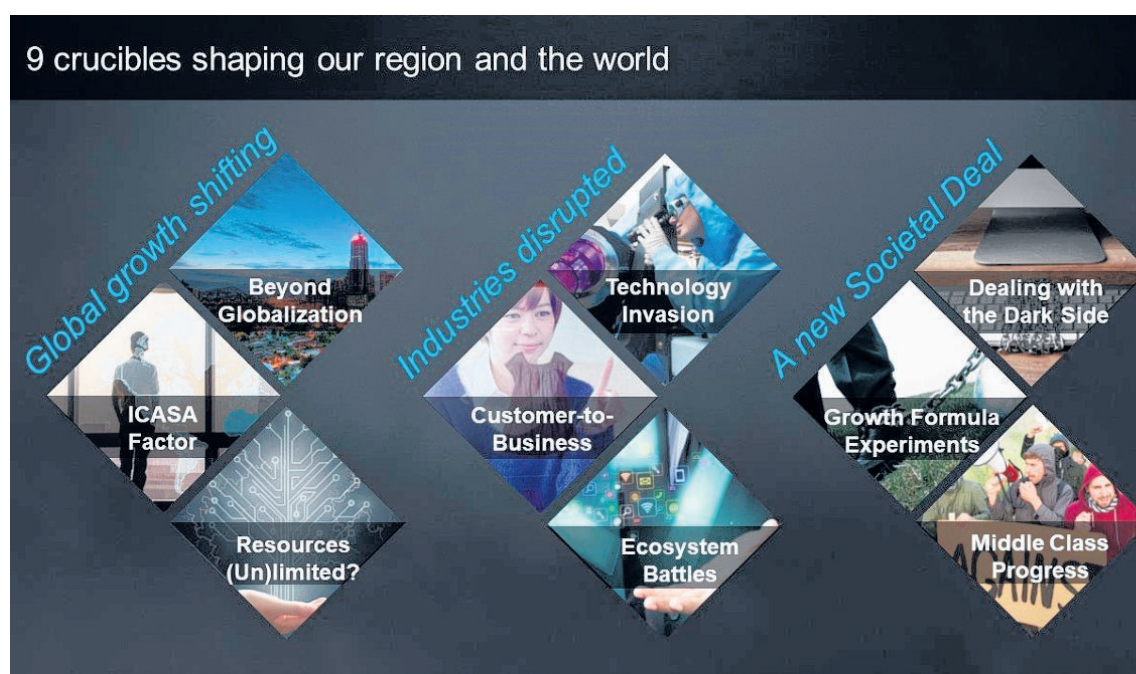 9 crucibles shaping our region and the world
Global growth shifting
Beyond
Globalization
ICASA
Factor
Resources
(Un)limited?
Industries disrupted
Technology
Invasion
Customer-to-
Business
Ecosystem
Battles
A new Societal Deal
Dealing with
the Dark Side
Growth Formula
Experiments
Middle Class
Progress
AGAINS